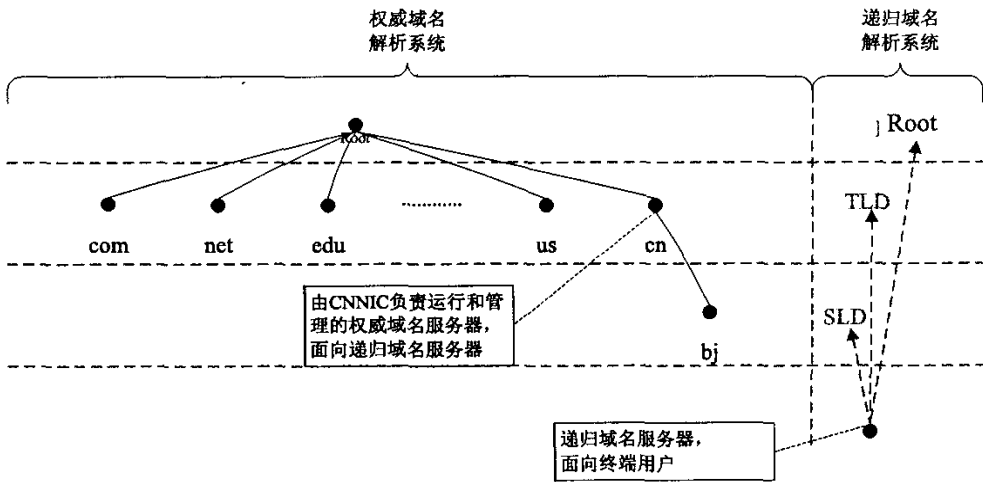 权威域名
解析系统
递归域名
解析系统
Root
Root
com
net
edu
............
us
cn
TLD
由CNNIC负责运行和管
理的权威域名服务器，
面向递归域名服务器
bj
SLD
递归域名服务器，
面向终端用户